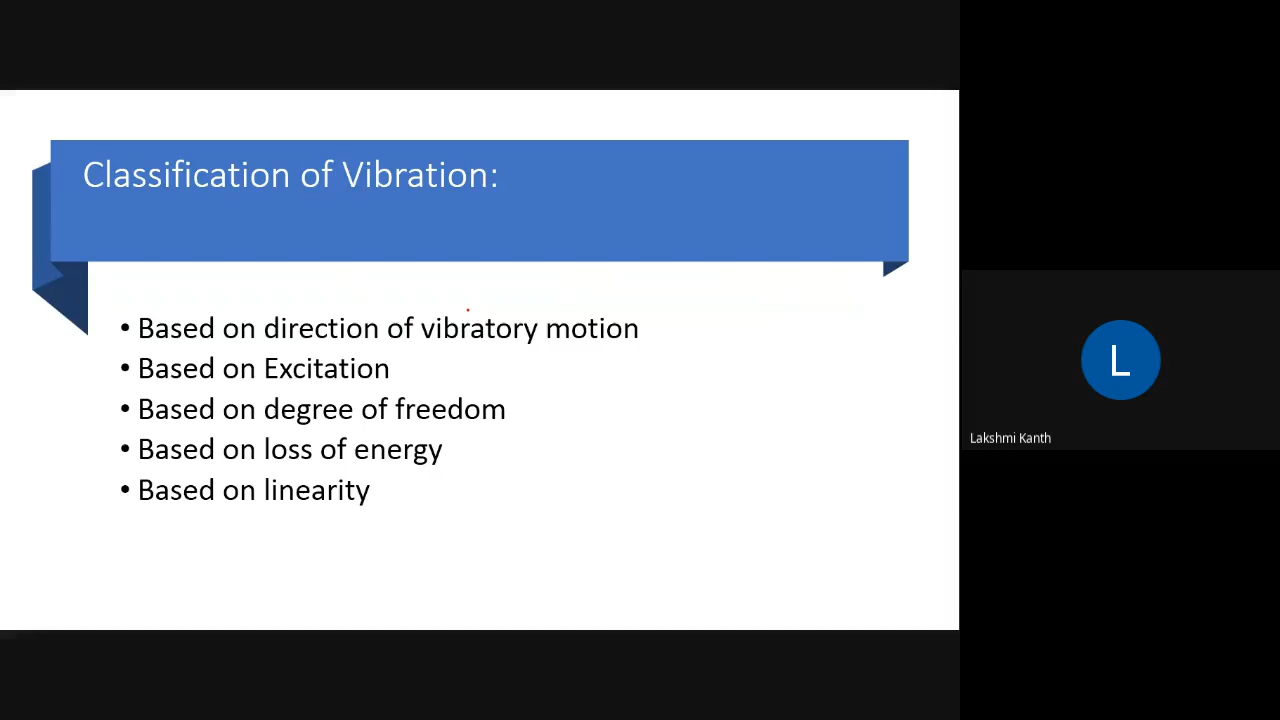 Classification of Vibration:
• Based on direction of vibratory motion
• Based on Excitation
• Based on degree of freedom
• Based on loss of energy
• Based on linearity
L
Lakshmi Kanth